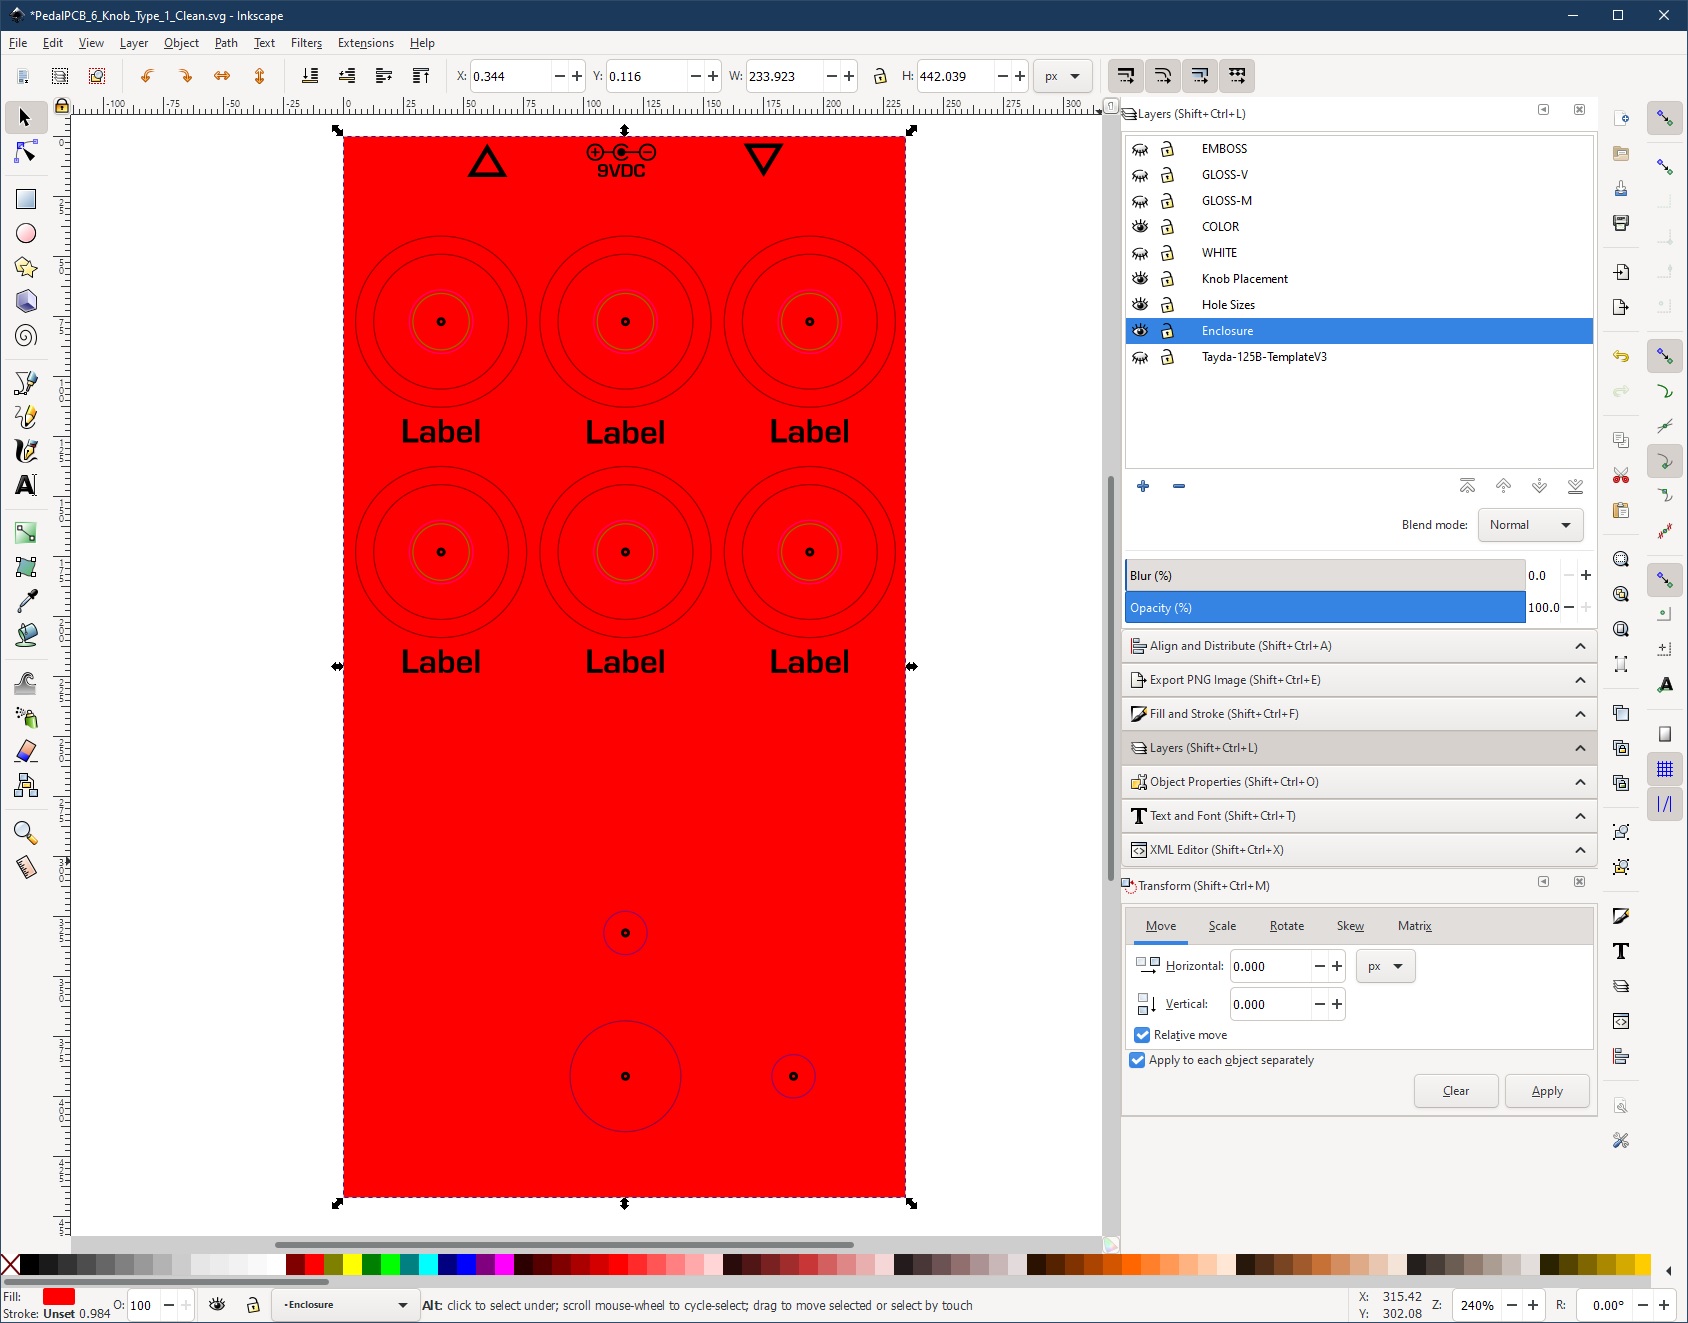 *PedalPCB_6_Knob_Type_1_Clean.svg - Inkscape
File Edit View Layer Object Path Text Filters Extensions Help
X: 0.344 Y: 0.116 W: 233.923 H: 442.039 px
-100 -75 -50 -25 0 25 50 75 100 125 150 175 200 225 250 275 300
Layers (Shift+Ctrl+L)
EMBOSS
GLOSS-V
GLOSS-M
COLOR
WHITE
Knob Placement
Hole Sizes
Enclosure
Tayda-125B-TemplateV3
9VDC
Label Label Label
Label Label Label
Blend mode: Normal
Blur (%) 0.0
Opacity (%) 100.0
Align and Distribute (Shift+Ctrl+A)
Export PNG Image (Shift+Ctrl+E)
Fill and Stroke (Shift+Ctrl+F)
Layers (Shift+Ctrl+L)
Object Properties (Shift+Ctrl+O)
Text and Font (Shift+Ctrl+T)
XML Editor (Shift+Ctrl+X)
Transform (Shift+Ctrl+M)
Move Scale Rotate Skew Matrix
Horizontal: 0.000 px
Vertical: 0.000
Relative move
Apply to each object separately
Clear Apply
Fill:
Stroke: Unset 0.984
O: 100
•Enclosure
Alt: click to select under; scroll mouse-wheel to cycle-select; drag to move selected or select by touch
X: 315.42
Y: 302.08
Z: 240%
R: 0.00°